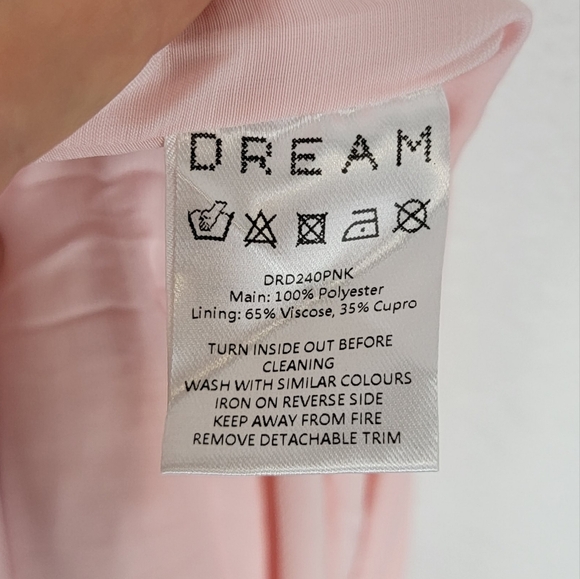 DREAM
DRD240PNK
Main: 100% Polyester
Lining: 65% Viscose, 35% Cupro
TURN INSIDE OUT BEFORE
CLEANING
WASH WITH SIMILAR COLOURS
IRON ON REVERSE SIDE
KEEP AWAY FROM FIRE
REMOVE DETACHABLE TRIM